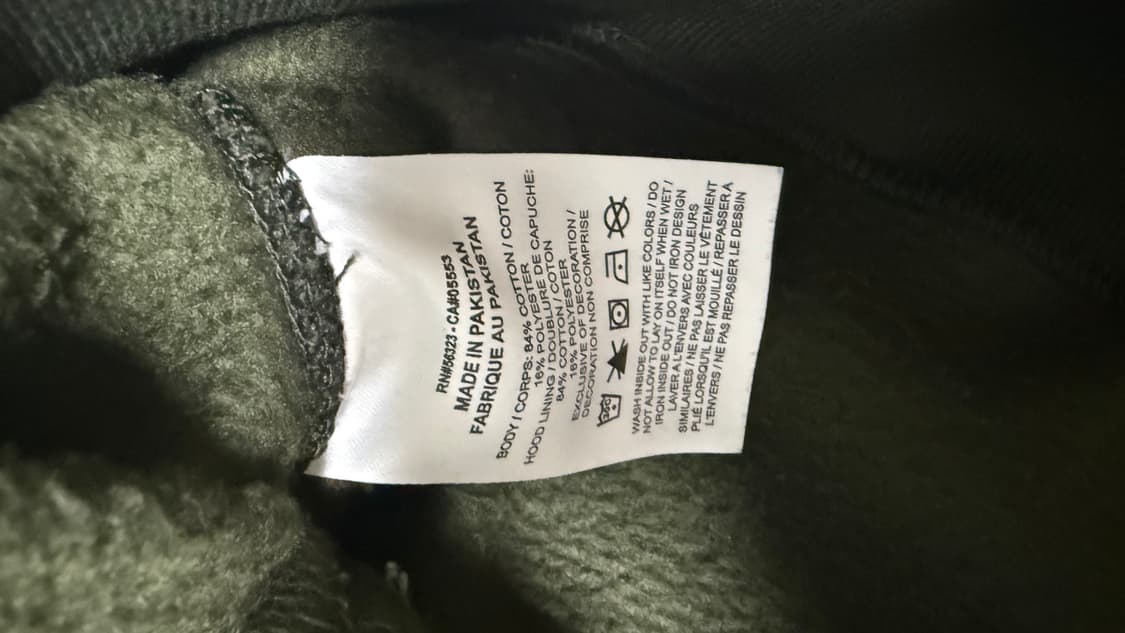 RN#56323 - CA#05553
MADE IN PAKISTAN
FABRIQUE AU PAKISTAN
BODY / CORPS: 84% COTTON / COTON
16% POLYESTER
HOOD LINING / DOUBLURE DE CAPUCHE:
84% COTTON / COTON
16% POLYESTER
EXCLUSIVE OF DECORATION /
DECORATION NON COMPRISE
WASH INSIDE OUT WITH LIKE COLORS / DO
NOT ALLOW TO LAY ON ITSELF WHEN WET /
IRON INSIDE OUT / DO NOT IRON DESIGN
LAVER A L'ENVERS AVEC COULEURS
SIMILAIRES / NE PAS LAISSER LE VÊTEMENT
PLIÉ LORSQU'IL EST MOUILLÉ / REPASSER A
L'ENVERS / NE PAS REPASSER LE DESSIN